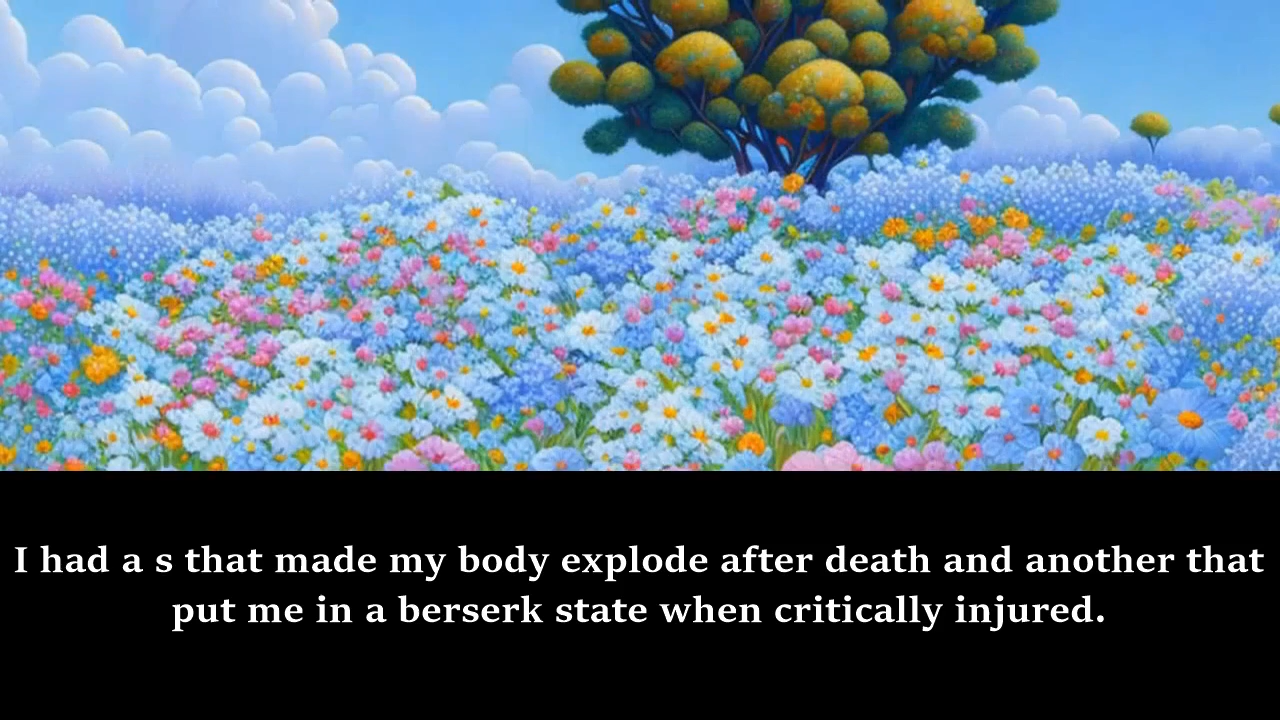 I had a s that made my body explode after death and another that
put me in a berserk state when critically injured.